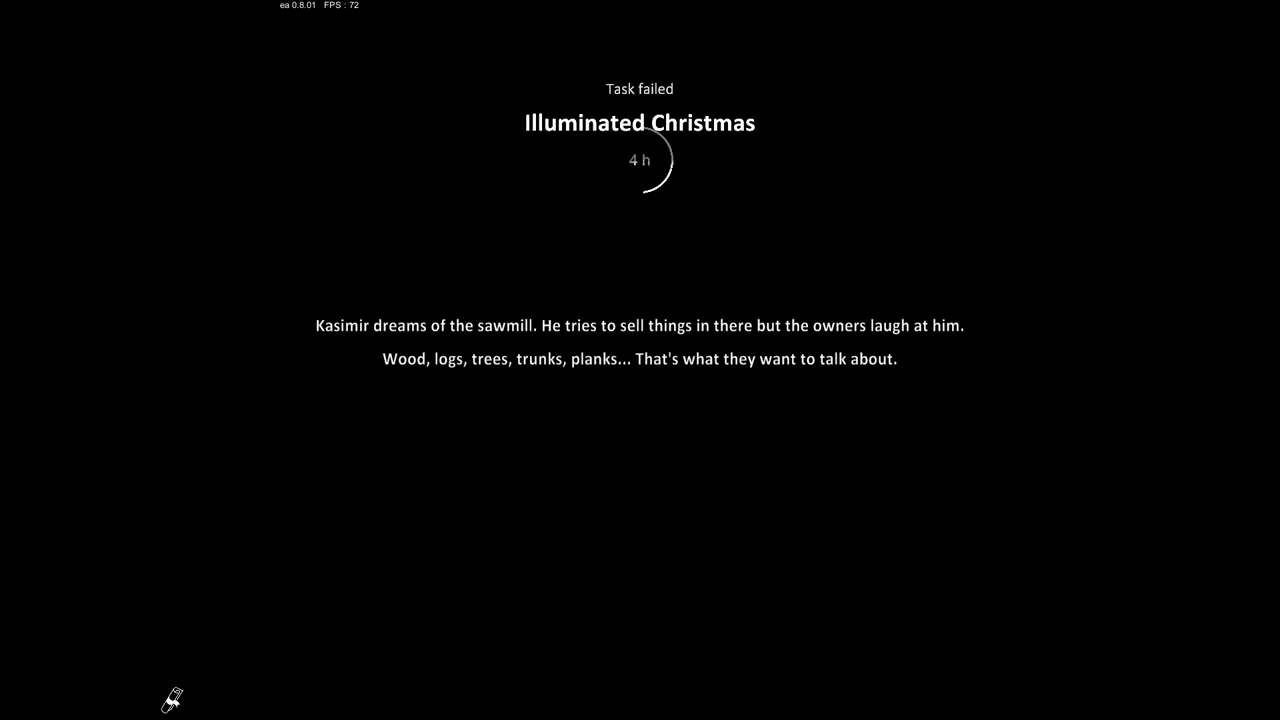 ea 0.8.01 FPS : 72
Task failed
Illuminated Christmas
4 h
Kasimir dreams of the sawmill. He tries to sell things in there but the owners laugh at him.
Wood, logs, trees, trunks, planks... That's what they want to talk about.